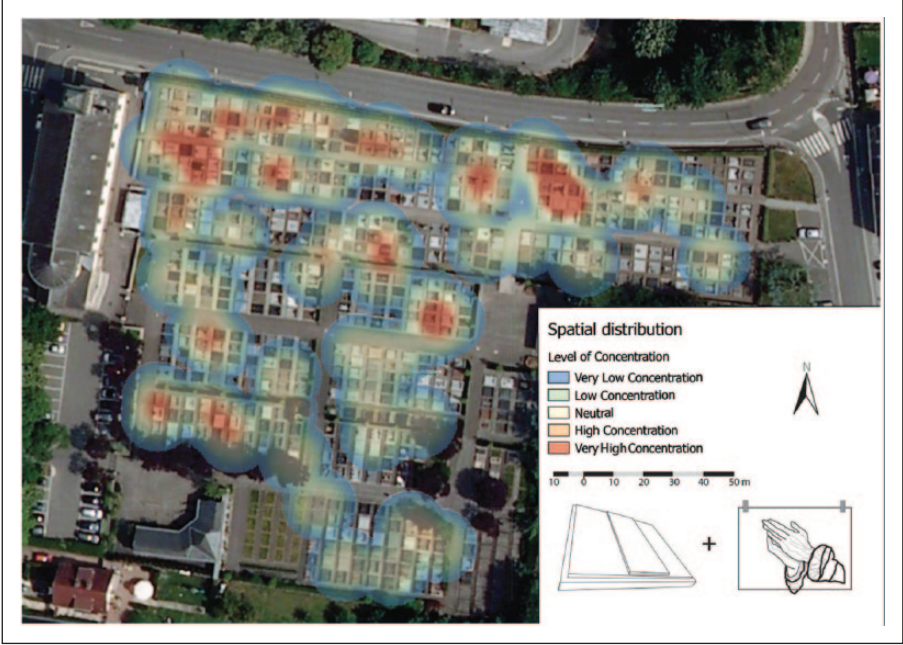 Spatial distribution
Level of Concentration
Very Low Concentration
Low Concentration
Neutral
High Concentration
Very High Concentration
N
10 0 10 20 30 40 50 m
+